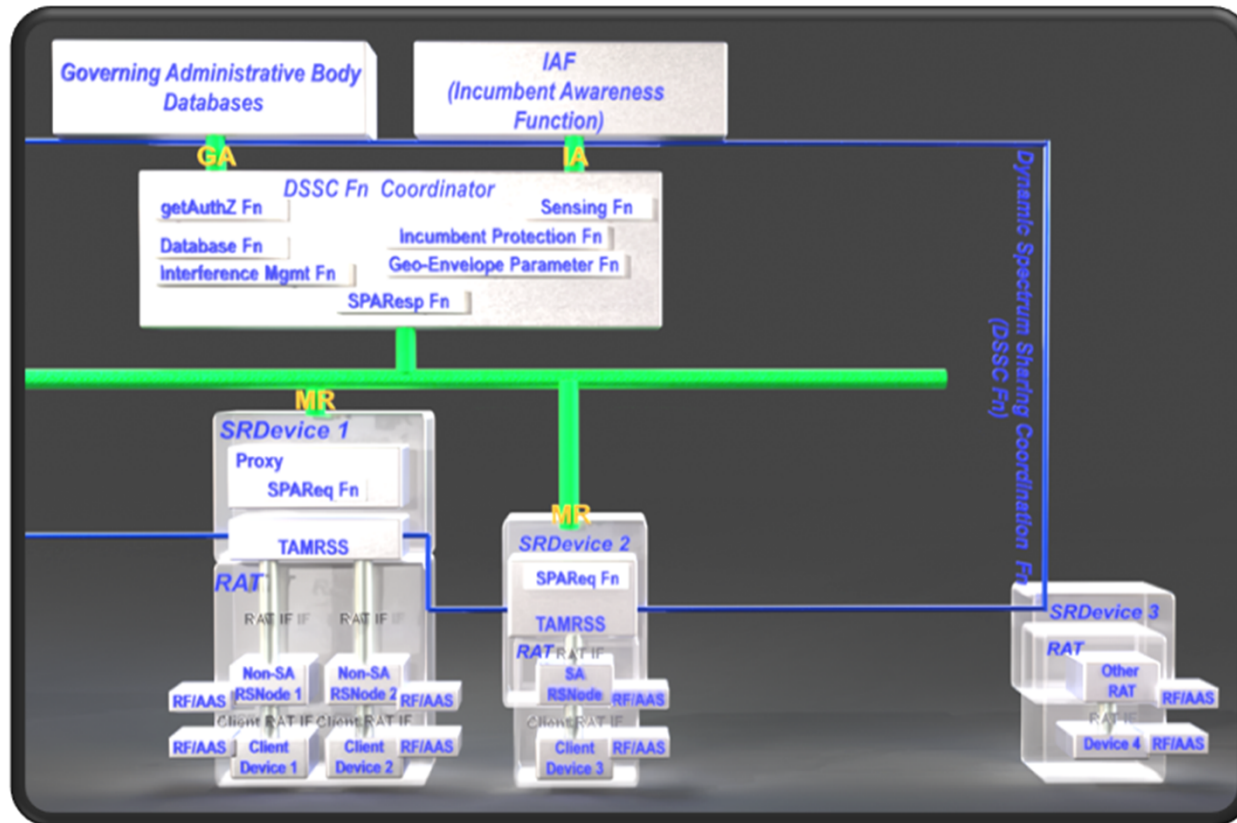 Governing Administrative Body
Databases
IAF
(Incumbent Awareness
Function)
GA
IA
DSSC Fn Coordinator
getAuthZ Fn
Sensing Fn
Database Fn
Incumbent Protection Fn
Interference Mgmt Fn
Geo-Envelope Parameter Fn
SPAResp Fn
Dynamic Spectrum Sharing Coordination Fn
(DSSC Fn)
MR
SRDevice 1
Proxy
SPAReq Fn
TAMRSS
RAT
RAT IF IF
RAT IF
Non-SA
RSNode 1
Non-SA
RSNode 2
RF/AAS
RF/AAS
Client RAT IF
Client RAT IF
RF/AAS
Client
Device 1
Client
Device 2
RF/AAS
MR
SRDevice 2
SPAReq Fn
TAMRSS
RAT
RAT IF
SA
RSNode
RF/AAS
Client RAT IF
Client
Device 3
RF/AAS
SRDevice 3
RAT
Other
RAT
RF/AAS
RAT IF
Device 4
RF/AAS